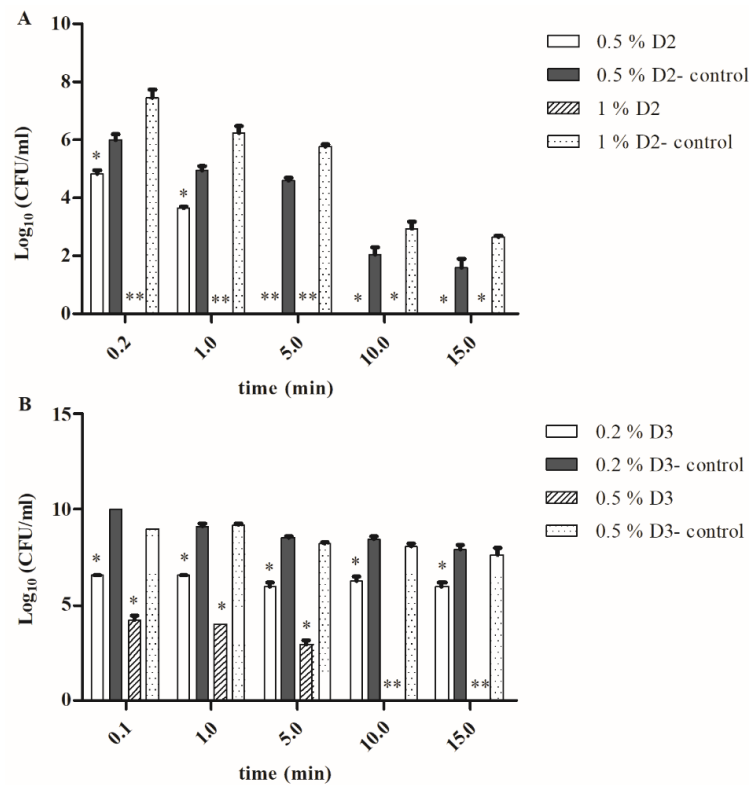 A
10
8
6
4
2
0
Log10 (CFU/ml)
* ** * ** ** ** * * * *
0.2 1.0 5.0 10.0 15.0
time (min)
0.5 % D2
0.5 % D2- control
1 % D2
1 % D2- control
B
15
10
5
0
Log10 (CFU/ml)
* * * * * * * ** * **
0.1 1.0 5.0 10.0 15.0
time (min)
0.2 % D3
0.2 % D3- control
0.5 % D3
0.5 % D3- control